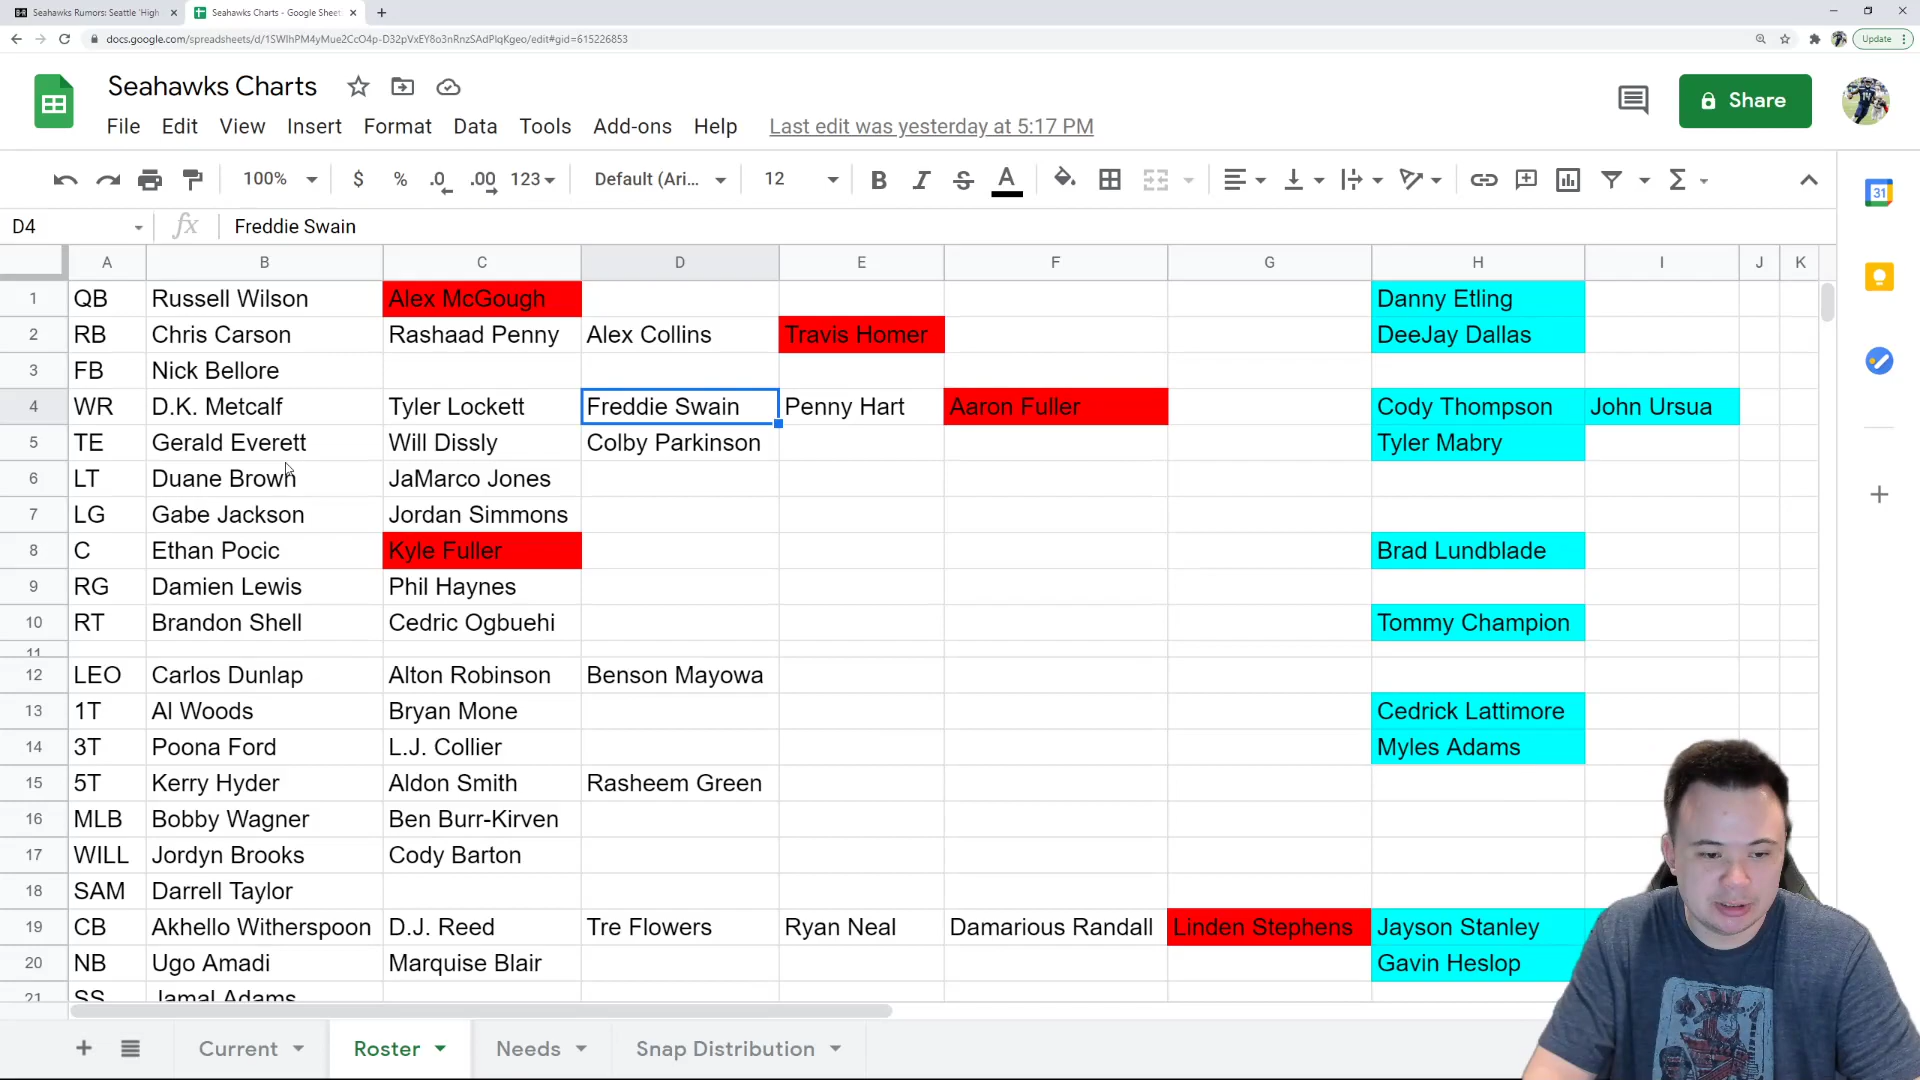 Seahawks Rumors: Seattle 'High
Seahawks Charts - Google Sheets
docs.google.com/spreadsheets/d/1SWIhPM4yMue2CcO4p-D32pVxEY8o3nRnzSAdPlqKgeo/edit#gid=615226853
Update
Seahawks Charts
Share
File Edit View Insert Format Data Tools Add-ons Help Last edit was yesterday at 5:17 PM
100% $ % .0 .00 123 Default (Ari... 12 B I S A Σ
31
D4 fx Freddie Swain
A B C D E F G H I J K
1 QB Russell Wilson Alex McGough Danny Etling
2 RB Chris Carson Rashaad Penny Alex Collins Travis Homer DeeJay Dallas
3 FB Nick Bellore
4 WR D.K. Metcalf Tyler Lockett Freddie Swain Penny Hart Aaron Fuller Cody Thompson John Ursua
5 TE Gerald Everett Will Dissly Colby Parkinson Tyler Mabry
6 LT Duane Brown JaMarco Jones
7 LG Gabe Jackson Jordan Simmons
8 C Ethan Pocic Kyle Fuller Brad Lundblade
9 RG Damien Lewis Phil Haynes
10 RT Brandon Shell Cedric Ogbuehi Tommy Champion
11
12 LEO Carlos Dunlap Alton Robinson Benson Mayowa
13 1T Al Woods Bryan Mone Cedrick Lattimore
14 3T Poona Ford L.J. Collier Myles Adams
15 5T Kerry Hyder Aldon Smith Rasheem Green
16 MLB Bobby Wagner Ben Burr-Kirven
17 WILL Jordyn Brooks Cody Barton
18 SAM Darrell Taylor
19 CB Akhello Witherspoon D.J. Reed Tre Flowers Ryan Neal Damarious Randall Linden Stephens Jayson Stanley
20 NB Ugo Amadi Marquise Blair Gavin Heslop
21 SS Jamal Adams
Current Roster Needs Snap Distribution